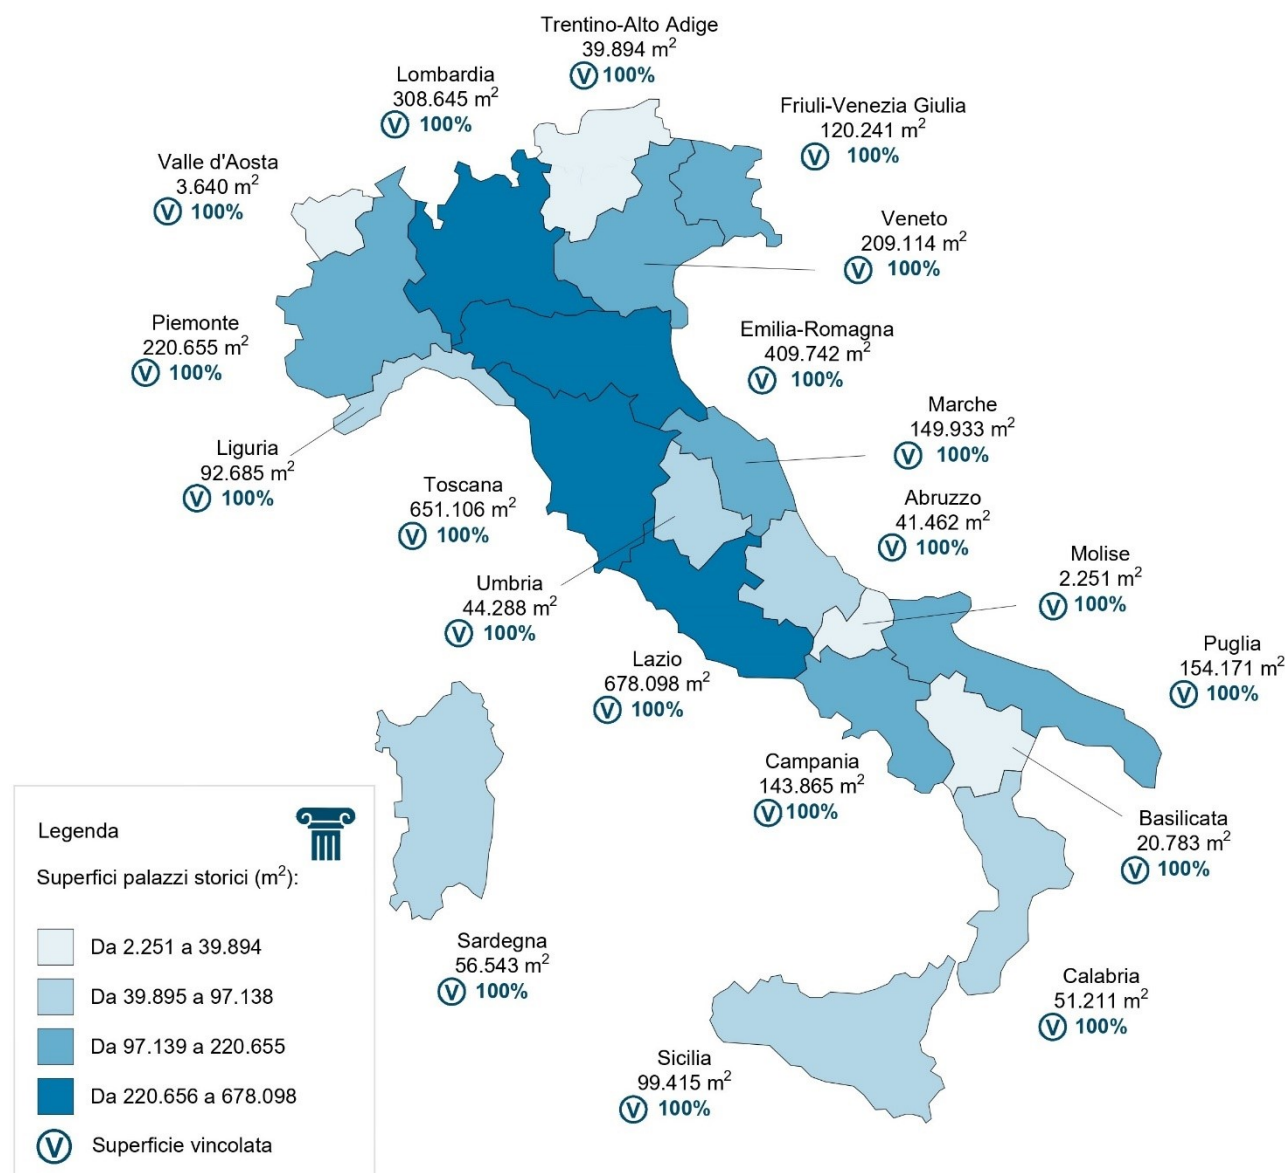 Trentino-Alto Adige
39.894 m²
V 100%
Lombardia
308.645 m²
V 100%
Friuli-Venezia Giulia
120.241 m²
V 100%
Valle d'Aosta
3.640 m²
V 100%
Veneto
209.114 m²
V 100%
Piemonte
220.655 m²
V 100%
Emilia-Romagna
409.742 m²
V 100%
Marche
149.933 m²
V 100%
Liguria
92.685 m²
V 100%
Toscana
651.106 m²
V 100%
Abruzzo
41.462 m²
V 100%
Molise
2.251 m²
V 100%
Umbria
44.288 m²
V 100%
Puglia
154.171 m²
V 100%
Lazio
678.098 m²
V 100%
Campania
143.865 m²
V 100%
Basilicata
20.783 m²
V 100%
Sardegna
56.543 m²
V 100%
Calabria
51.211 m²
V 100%
Sicilia
99.415 m²
V 100%
Legenda
Superfici palazzi storici (m²):
Da 2.251 a 39.894
Da 39.895 a 97.138
Da 97.139 a 220.655
Da 220.656 a 678.098
V Superficie vincolata